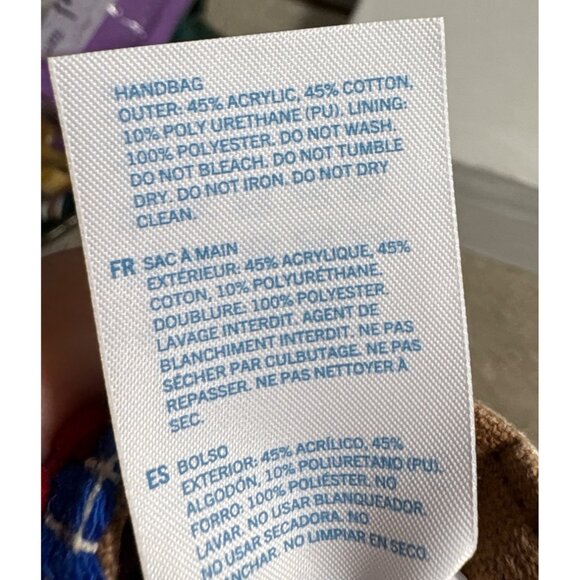 HANDBAG
OUTER: 45% ACRYLIC, 45% COTTON,
10% POLY URETHANE (PU). LINING:
100% POLYESTER. DO NOT WASH.
DO NOT BLEACH. DO NOT TUMBLE
DRY. DO NOT IRON. DO NOT DRY
CLEAN.
FR SAC À MAIN
EXTÉRIEUR: 45% ACRYLIQUE, 45%
COTON, 10% POLYURÉTHANE.
DOUBLURE: 100% POLYESTER.
LAVAGE INTERDIT. AGENT DE
BLANCHIMENT INTERDIT. NE PAS
SÉCHER PAR CULBUTAGE. NE PAS
REPASSER. NE PAS NETTOYER À
SEC.
ES BOLSO
EXTERIOR: 45% ACRÍLICO, 45%
ALGODÓN, 10% POLIURETANO (PU).
FORRO: 100% POLIÉSTER. NO
LAVAR. NO USAR BLANQUEADOR.
NO USAR SECADORA. NO
ANCHAR. NO LIMPIAR EN SECO.